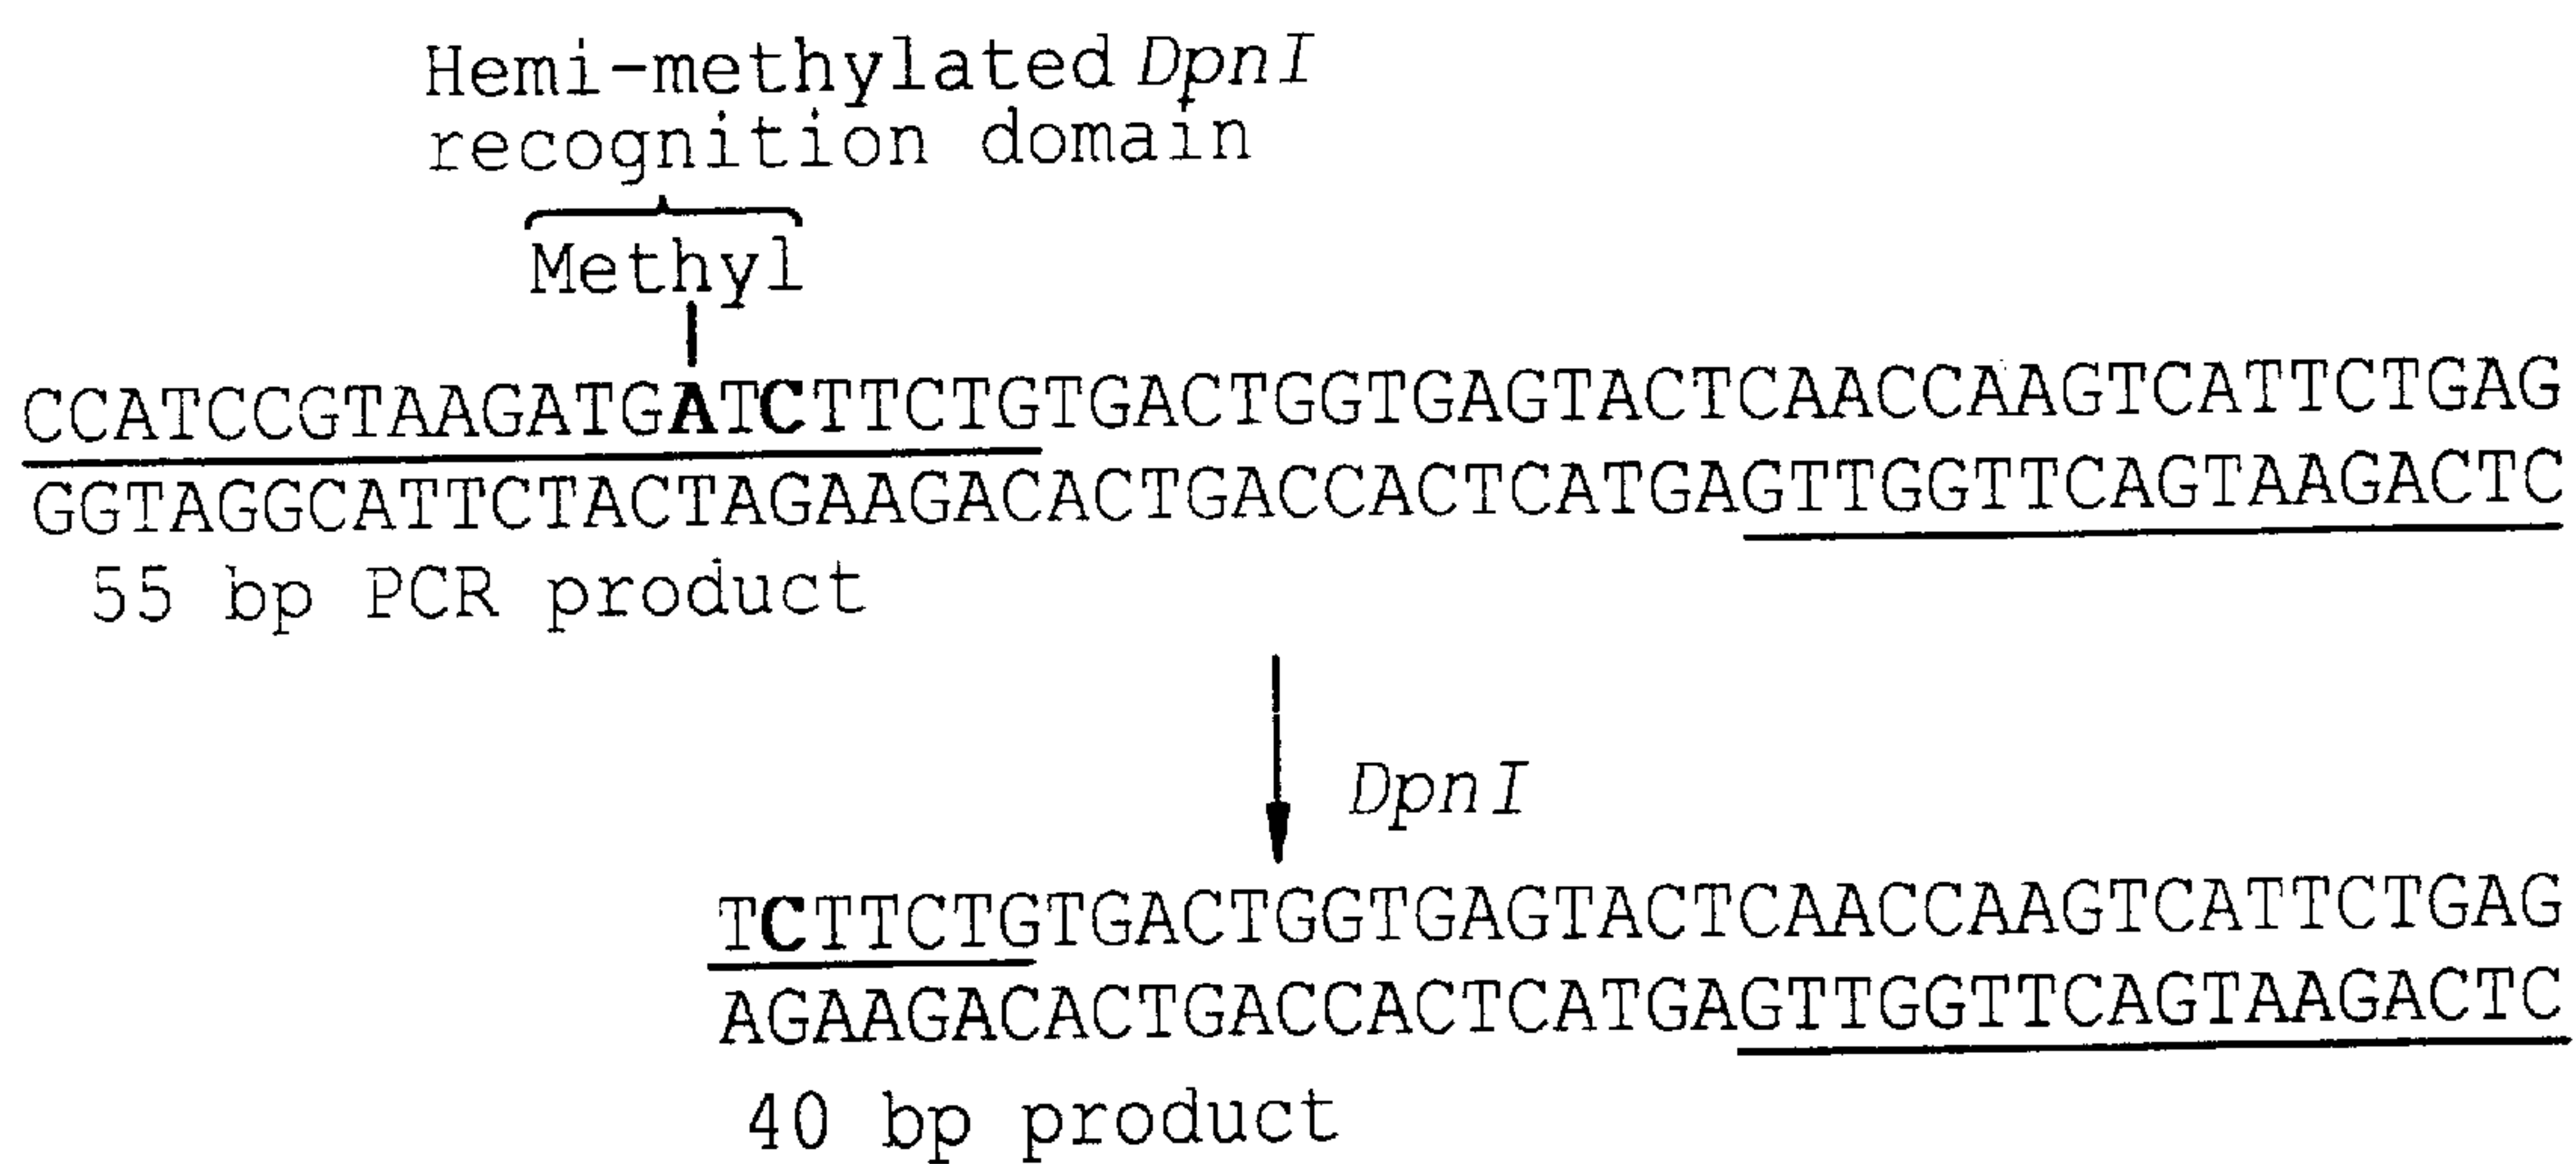 Hemi-methylated DpnI
recognition domain
Methyl
CCATCCGTAAGATGATCTTCTGTGACTGGTGAGTACTCAACCAAGTCATTCTGAG
GGTAGGCATTCTACTAGAAGACACTGACCACTCATGAGTTGGTTCAGTAAGACTC
55 bp PCR product
DpnI
TCTTCTGTGACTGGTGAGTACTCAACCAAGTCATTCTGAG
AGAAGACACTGACCACTCATGAGTTGGTTCAGTAAGACTC
40 bp product